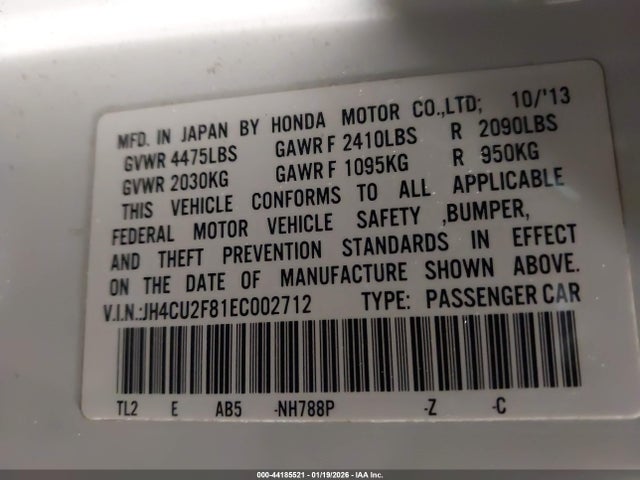 MFD. IN JAPAN BY HONDA MOTOR CO.,LTD; 10/'13
GVWR 4475LBS GAWR F 2410LBS R 2090LBS
GVWR 2030KG GAWR F 1095KG R 950KG
THIS VEHICLE CONFORMS TO ALL APPLICABLE
FEDERAL MOTOR VEHICLE SAFETY ,BUMPER,
AND THEFT PREVENTION STANDARDS IN EFFECT
ON THE DATE OF MANUFACTURE SHOWN ABOVE.
V.I.N.:JH4CU2F81EC002712 TYPE: PASSENGER CAR
TL2 E AB5 -NH788P -Z -C
000-44185521 - 01/19/2026 - IAA Inc.